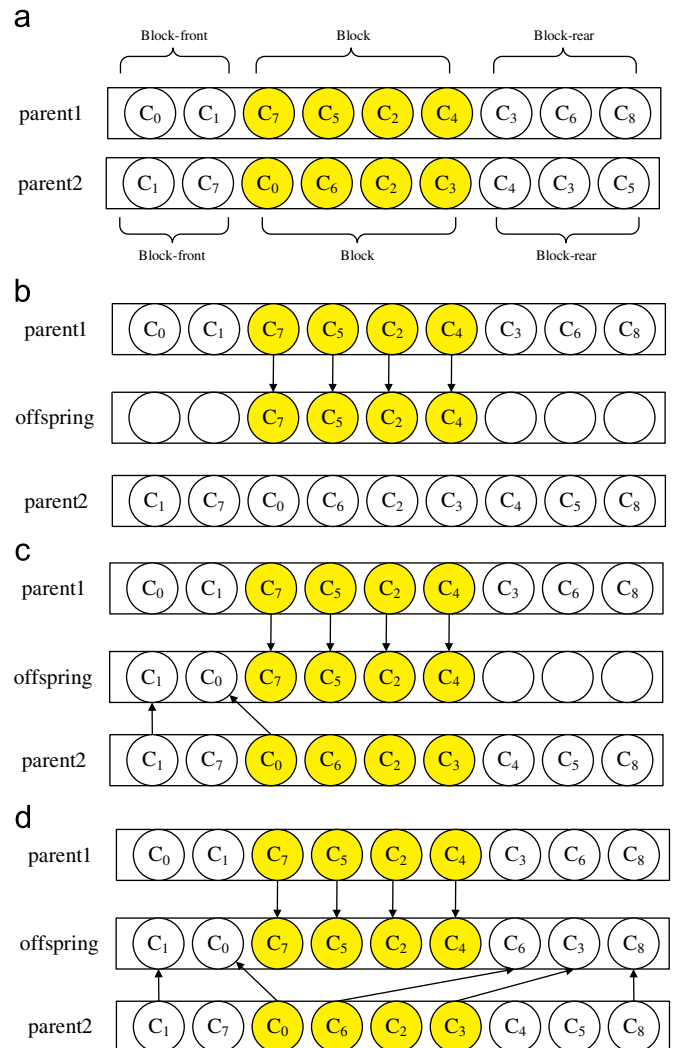 a
Block-front Block Block-rear
parent1 C0 C1 C7 C5 C2 C4 C3 C6 C8
parent2 C1 C7 C0 C6 C2 C3 C4 C3 C5
Block-front Block Block-rear
b
parent1 C0 C1 C7 C5 C2 C4 C3 C6 C8
offspring C7 C5 C2 C4
parent2 C1 C7 C0 C6 C2 C3 C4 C5 C8
c
parent1 C0 C1 C7 C5 C2 C4 C3 C6 C8
offspring C1 C0 C7 C5 C2 C4
parent2 C1 C7 C0 C6 C2 C3 C4 C5 C8
d
parent1 C0 C1 C7 C5 C2 C4 C3 C6 C8
offspring C1 C0 C7 C5 C2 C4 C6 C3 C8
parent2 C1 C7 C0 C6 C2 C3 C4 C5 C8